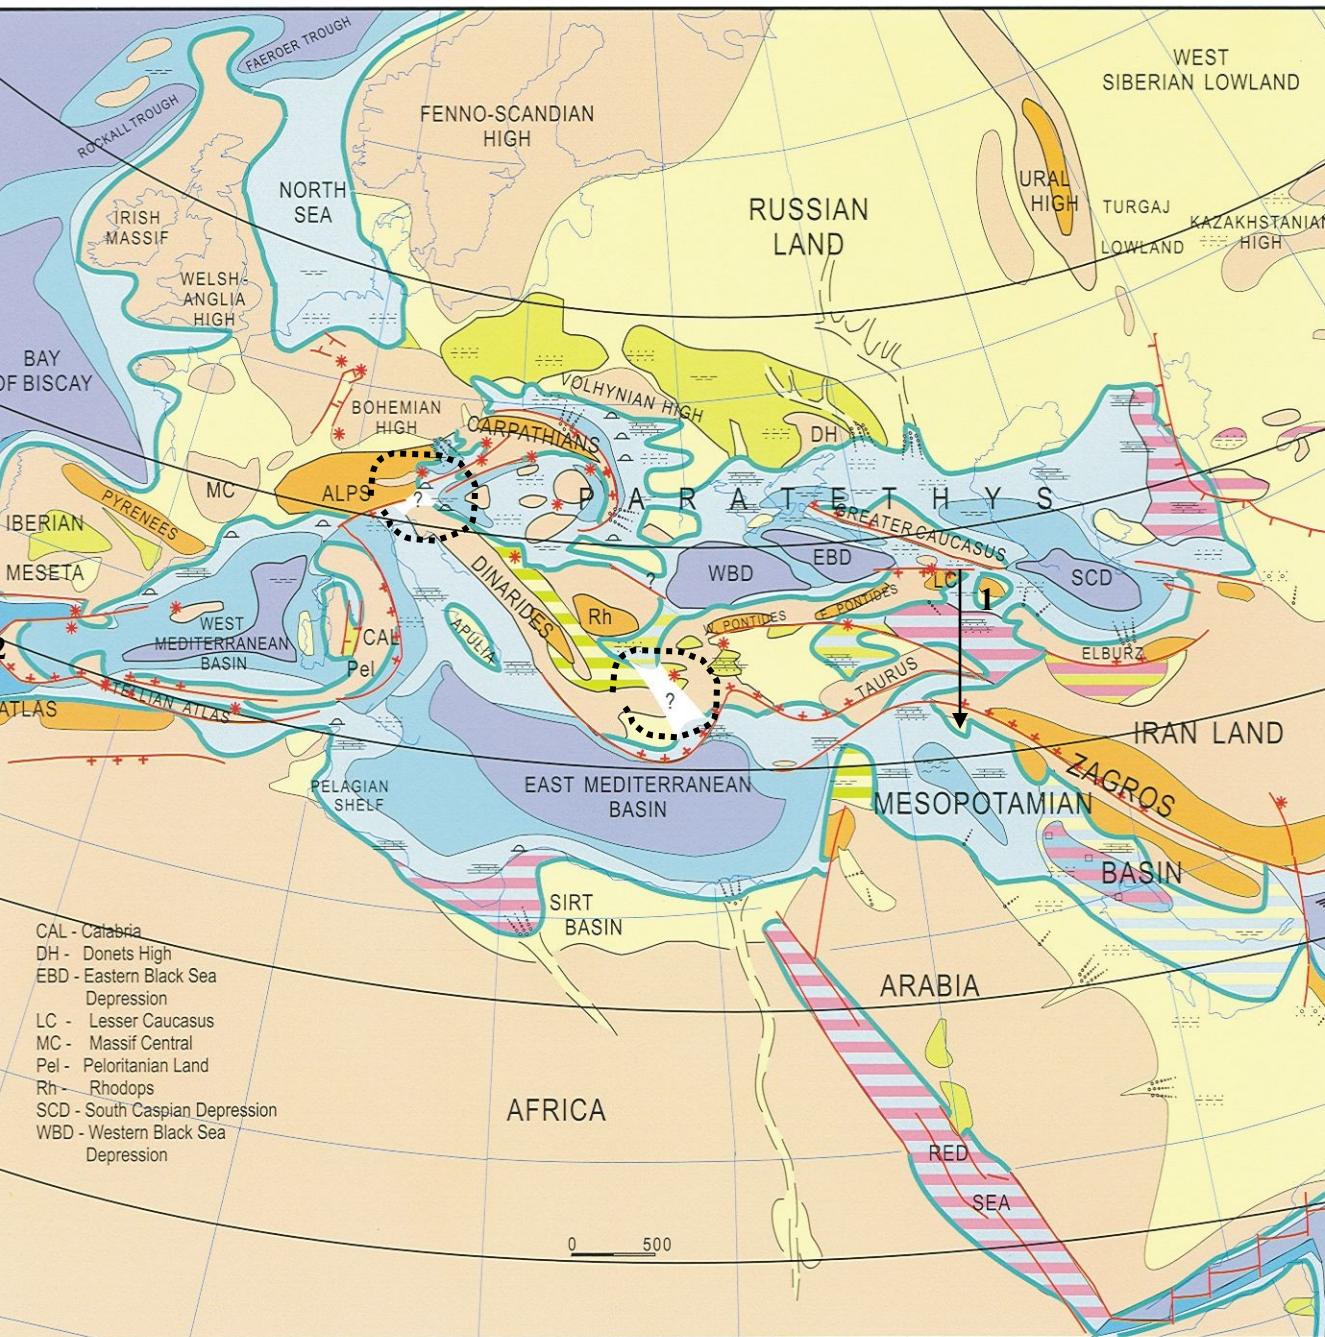 FAEROER TROUGH
WEST
SIBERIAN LOWLAND
ROCKALL TROUGH
FENNO-SCANDIAN
HIGH
NORTH
SEA
URAL
HIGH
TURGAJ
LOWLAND
KAZAKHSTANIAN
HIGH
IRISH
MASSIF
RUSSIAN
LAND
WELSH-
ANGLIA
HIGH
BAY
OF BISCAY
VOLHYNIAN HIGH
BOHEMIAN
HIGH
CARPATHIANS
DH
MC
ALPS
?
PARATETHYS
PYRENEES
IBERIAN
MESETA
GREATER CAUCASUS
DINARIDES
?
WBD
EBD
LC
1
SCD
WEST
MEDITERRANEAN
BASIN
CAL
Pel
APULIA
Rh
W. PONTIDES
E. PONTIDES
2
TELLIAN ATLAS
ATLAS
?
TAURUS
ELBURZ
IRAN LAND
PELAGIAN
SHELF
EAST MEDITERRANEAN
BASIN
MESOPOTAMIAN
BASIN
ZAGROS
SIRT
BASIN
CAL - Calabria
DH - Donets High
EBD - Eastern Black Sea
Depression
LC - Lesser Caucasus
MC - Massif Central
Pel - Peloritanian Land
Rh - Rhodops
SCD - South Caspian Depression
WBD - Western Black Sea
Depression
ARABIA
AFRICA
RED
SEA
0 500